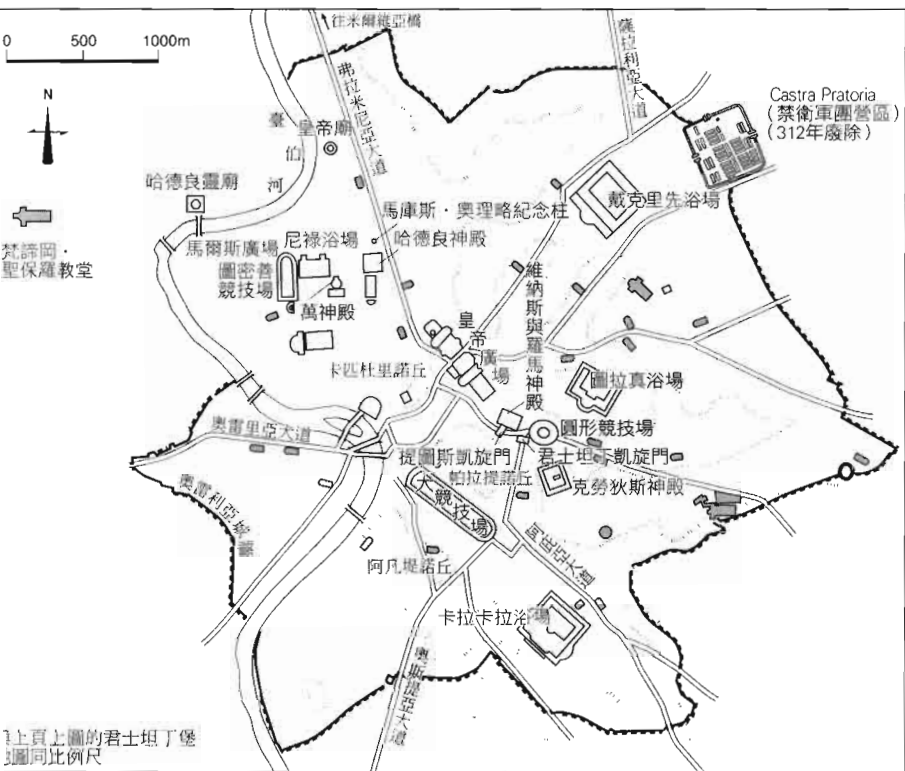 0 500 1000m
N
往米爾維亞橋
弗拉米尼亞大道
薩拉利亞大道
Castra Pratoria
(禁衛軍團營區)
(312年廢除)
臺伯河
皇帝廟
哈德良靈廟
戴克里先浴場
馬庫斯·奧理略紀念柱
梵諦岡·
聖保羅教堂
馬爾斯廣場
尼祿浴場
哈德良神殿
圖密善
競技場
萬神殿
維納斯與羅馬神殿
皇帝廣場
卡匹杜里諾丘
圖拉真浴場
奧雷里亞大道
圓形競技場
提圖斯凱旋門
君士坦丁凱旋門
帕拉提諾丘
克勞狄斯神殿
大競技場
奧雷利亞城牆
阿庇亞大道
阿凡堤諾丘
卡拉卡拉浴場
奧斯提亞大道
上頁上圖的君士坦丁堡
地圖同比例尺